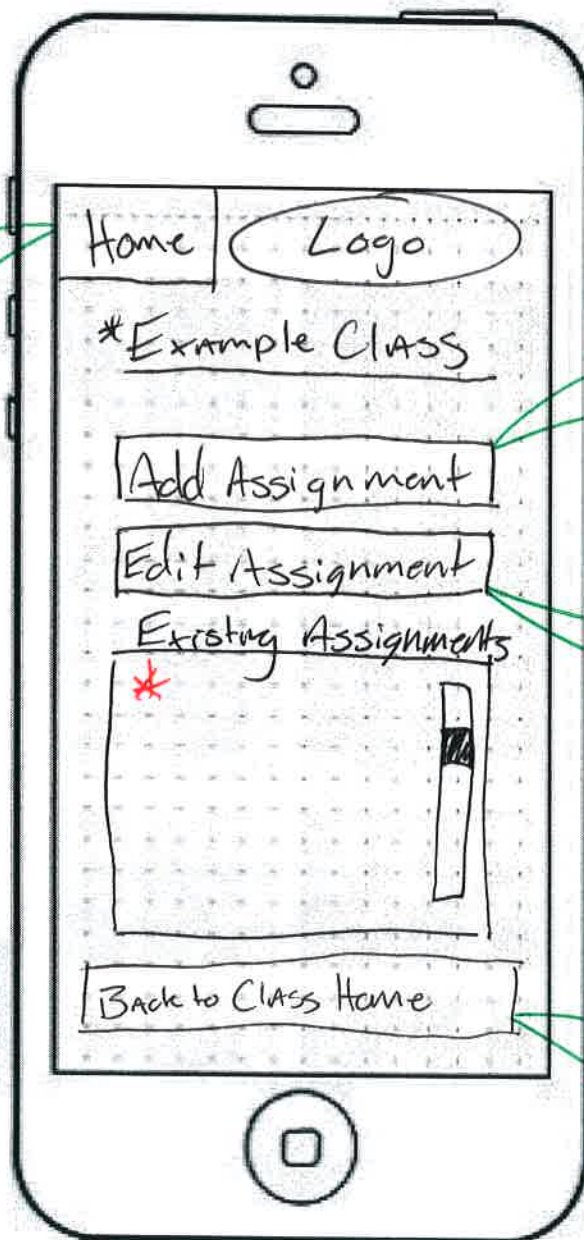 Home Logo
*Example Class
Add Assignment
Edit Assignment
Existing Assignments
*
Back to Class Home